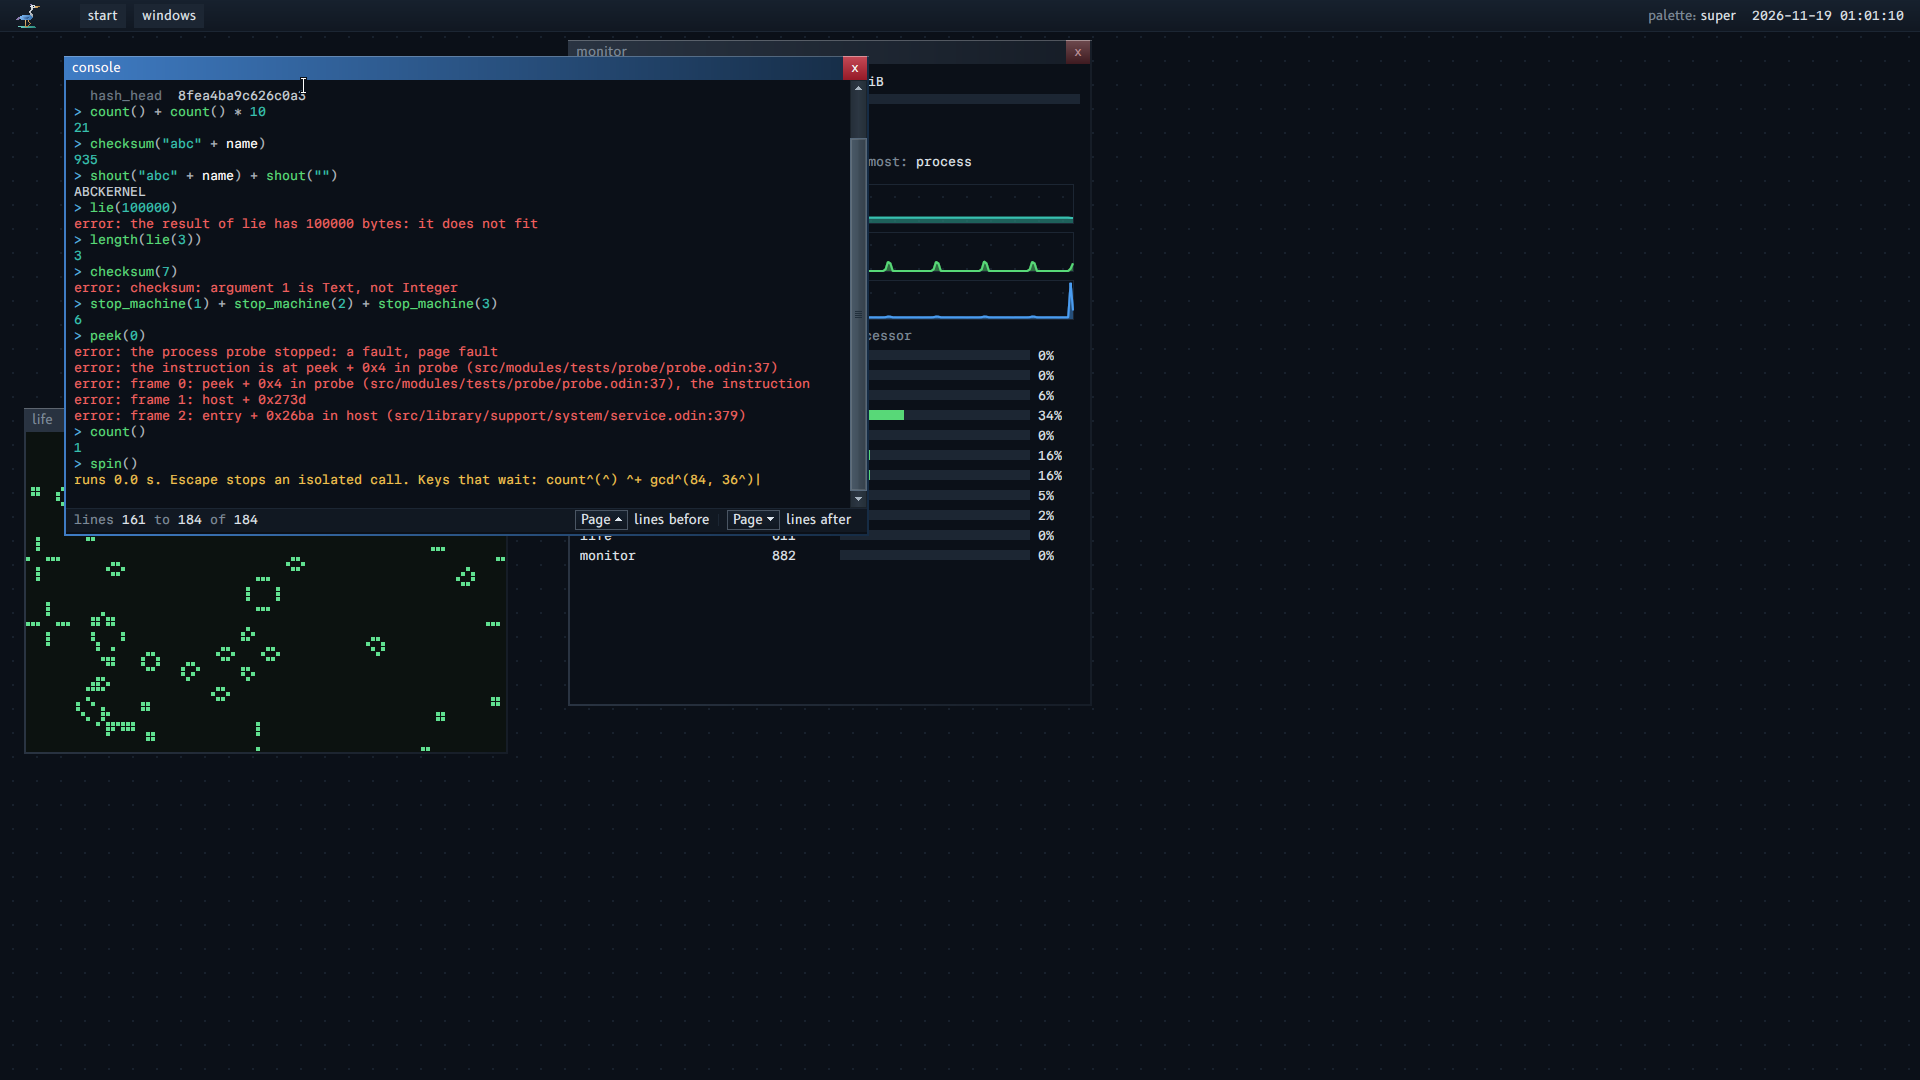 start windows palette: super 2026-11-19 01:01:10
monitor x
console x
iB
hash_head 8fea4ba9c626c0a3
> count() + count() * 10
21
> checksum("abc" + name)
935
> shout("abc" + name) + shout("")
ABCKERNEL
> lie(100000)
error: the result of lie has 100000 bytes: it does not fit
> length(lie(3))
3
> checksum(7)
error: checksum: argument 1 is Text, not Integer
> stop_machine(1) + stop_machine(2) + stop_machine(3)
6
> peek(0)
error: the process probe stopped: a fault, page fault
error: the instruction is at peek + 0x4 in probe (src/modules/tests/probe/probe.odin:37)
error: frame 0: peek + 0x4 in probe (src/modules/tests/probe/probe.odin:37), the instruction
error: frame 1: host + 0x273d
error: frame 2: entry + 0x26ba in host (src/library/support/system/service.odin:379)
> count()
1
> spin()
runs 0.0 s. Escape stops an isolated call. Keys that wait: count^(^) ^+ gcd^(84, 36^)|
lines 161 to 184 of 184 Page lines before Page lines after
most: process
cessor
0%
0%
6%
34%
0%
16%
16%
5%
2%
0%
monitor 882 0%
life